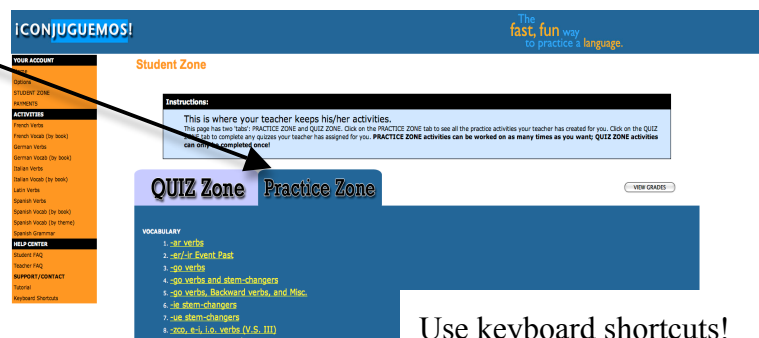 ¡CONJUGUEMOS!
The
fast, fun way
to practice a language.
YOUR ACCOUNT
Options
STUDENT ZONE
PAYMENTS
ACTIVITIES
French Verbs
French Vocab (by book)
German Verbs
German Vocab (by book)
Italian Verbs
Italian Vocab (by book)
Latin Verbs
Spanish Verbs
Spanish Vocab (by book)
Spanish Vocab (by theme)
Spanish Grammar
HELP CENTER
Student FAQ
Teacher FAQ
SUPPORT/CONTACT
Tutorial
Keyboard Shortcuts
Student Zone
Instructions:
This is where your teacher keeps his/her activities.
This page has two 'tabs': PRACTICE ZONE and QUIZ ZONE. Click on the PRACTICE ZONE tab to see all the practice activities your teacher has created for you. Click on the QUIZ
ZONE tab to complete any quizzes your teacher has assigned for you. PRACTICE ZONE activities can be worked on as many times as you want; QUIZ ZONE activities
can only be completed once!
QUIZ Zone Practice Zone
VIEW GRADES
VOCABULARY
1. -ar verbs
2. -er/-ir Event Past
3. -go verbs
4. -go verbs and stem-changers
5. -go verbs, Backward verbs, and Misc.
6. -ie stem-changers
7. -ue stem-changers
8. -zco, e-i, i.o. verbs (V.S. III)
Use keyboard shortcuts!